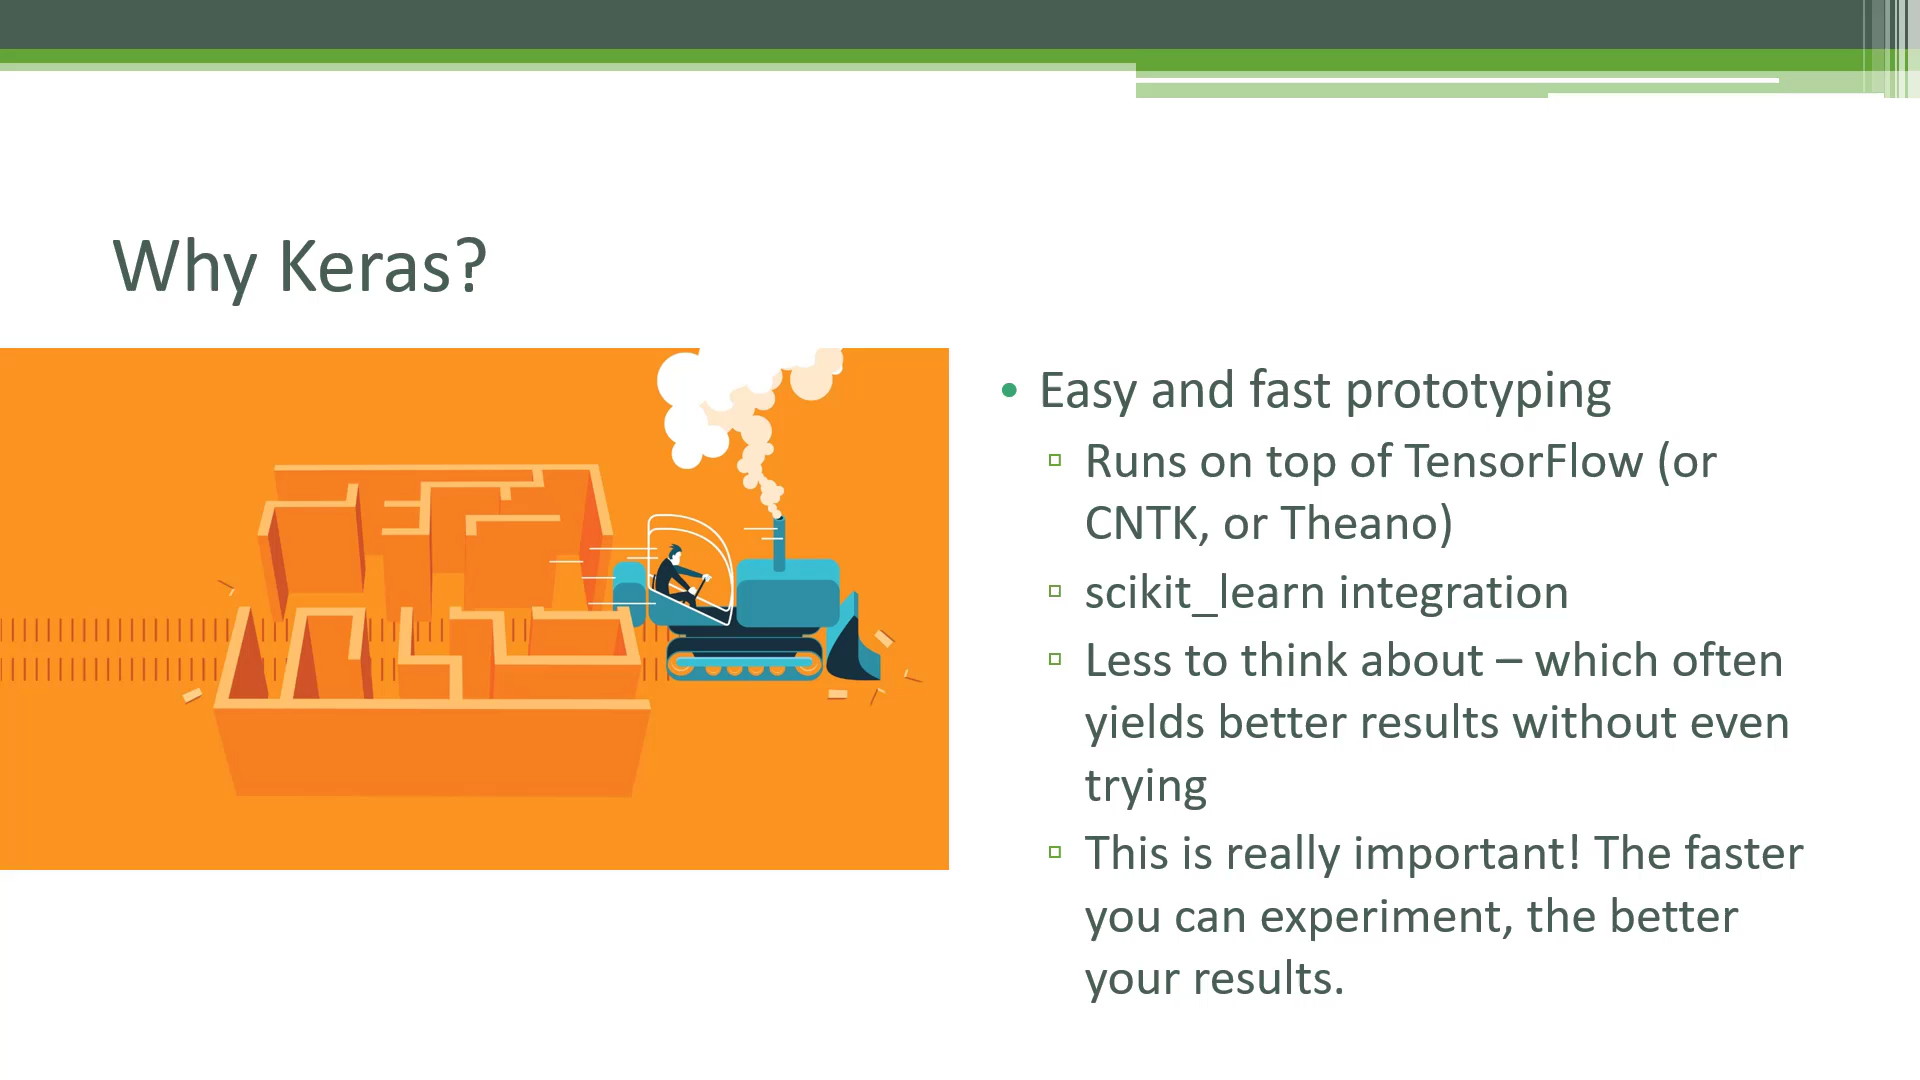 Why Keras?
Easy and fast prototyping
Runs on top of TensorFlow (or
CNTK, or Theano)
scikit_learn integration
Less to think about – which often
yields better results without even
trying
This is really important! The faster
you can experiment, the better
your results.